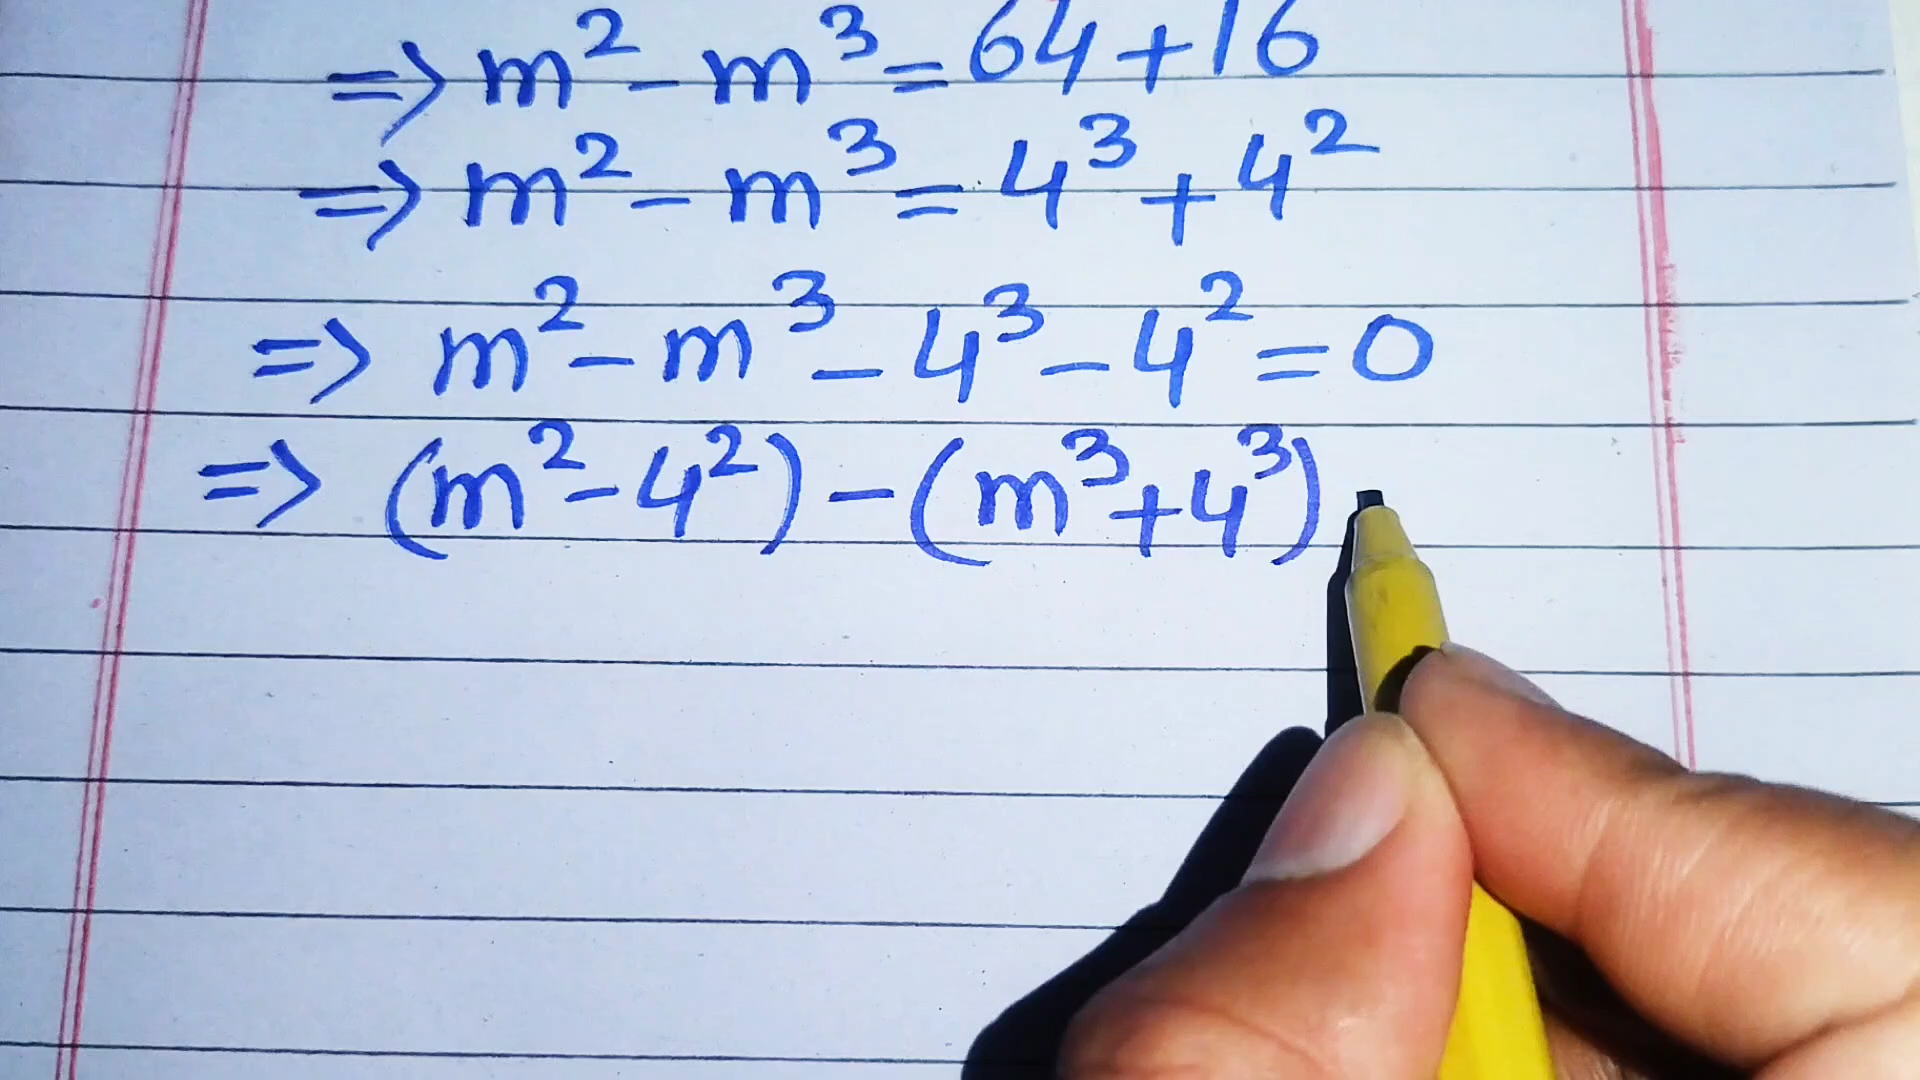 => m² - m³ = 64 + 16
=> m² - m³ = 4³ + 4²
=> m² - m³ - 4³ - 4² = 0
=> (m² - 4²) - (m³ + 4³)